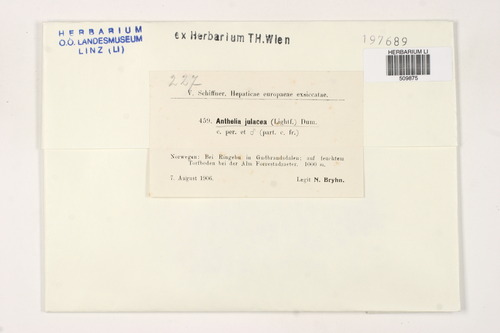 HERBARIUM
O.Ö. LANDESMUSEUM
LINZ (LI)
ex Herbarium TH.Wien
197689
HERBARIUM LI
509875
227
V. Schiffner, Hepaticae europaeae exsiccatae.
459. Anthelia julacea (Lightf.) Dum.
c. per. et ♂ (part. c. fr.)
Norwegen: Bei Ringebu in Gudbrandsdalen; auf feuchtem
Torfboden bei der Alm 1000 m.
7. August 1906.
Legit N. Bryhn.